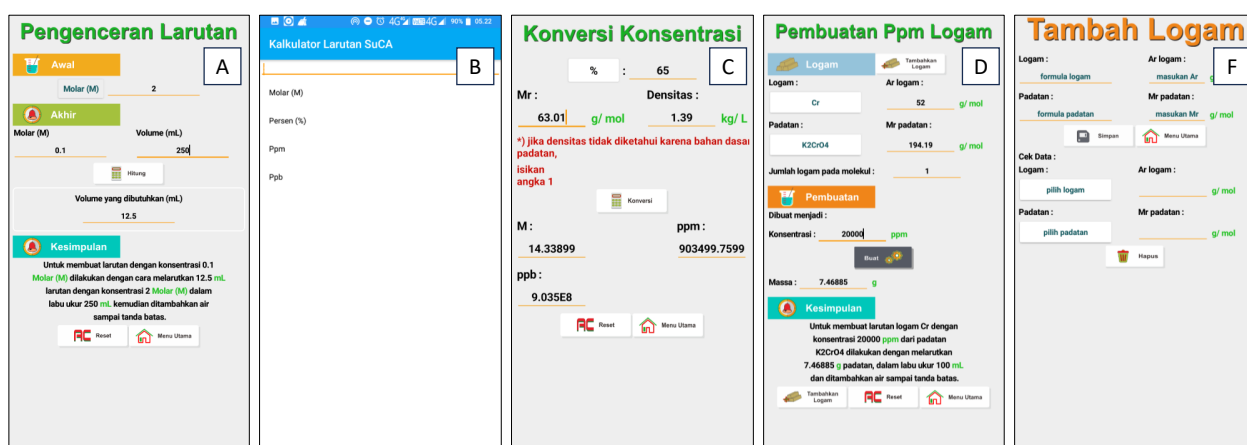 Pengenceran Larutan
A
Awal
Molar (M) 2
Akhir
Molar (M) Volume (mL)
0.1 250
Hitung
Volume yang dibutuhkan (mL)
12.5
Kesimpulan
Untuk membuat larutan dengan konsentrasi 0.1
Molar (M) dilakukan dengan cara melarutkan 12.5 mL
larutan dengan konsentrasi 2 Molar (M) dalam
labu ukur 250 mL kemudian ditambahkan air
sampai tanda batas.
AC Reset Menu Utama
90% 05.22
Kalkulator Larutan SuCA
B
Molar (M)
Persen (%)
Ppm
Ppb
Konversi Konsentrasi
C
% : 65
Mr : Densitas :
63.01 g/ mol 1.39 kg/ L
*) jika densitas tidak diketahui karena bahan dasar
padatan,
isikan
angka 1
Konversi
M : ppm :
14.33899 903499.7599
ppb :
9.035E8
AC Reset Menu Utama
Pembuatan Ppm Logam
D
Logam Tambahkan
Logam
Logam : Ar logam :
Cr 52 g/ mol
Padatan : Mr padatan :
K2CrO4 194.19 g/ mol
Jumlah logam pada molekul : 1
Pembuatan
Dibuat menjadi :
Konsentrasi : 20000 ppm
Buat
Massa : 7.46885 g
Kesimpulan
Untuk membuat larutan logam Cr dengan
konsentrasi 20000 ppm dari padatan
K2CrO4 dilakukan dengan melarutkan
7.46885 g padatan, dalam labu ukur 100 mL
dan ditambahkan air sampai tanda batas.
Tambahkan
Logam
AC Reset Menu Utama
Tambah Logam
F
Logam : Ar logam :
formula logam masukan Ar
Padatan : Mr padatan :
formula padatan masukan Mr g/ mol
Simpan Menu Utama
Cek Data :
Logam : Ar logam :
pilih logam g/ mol
Padatan : Mr padatan :
pilih padatan g/ mol
Hapus